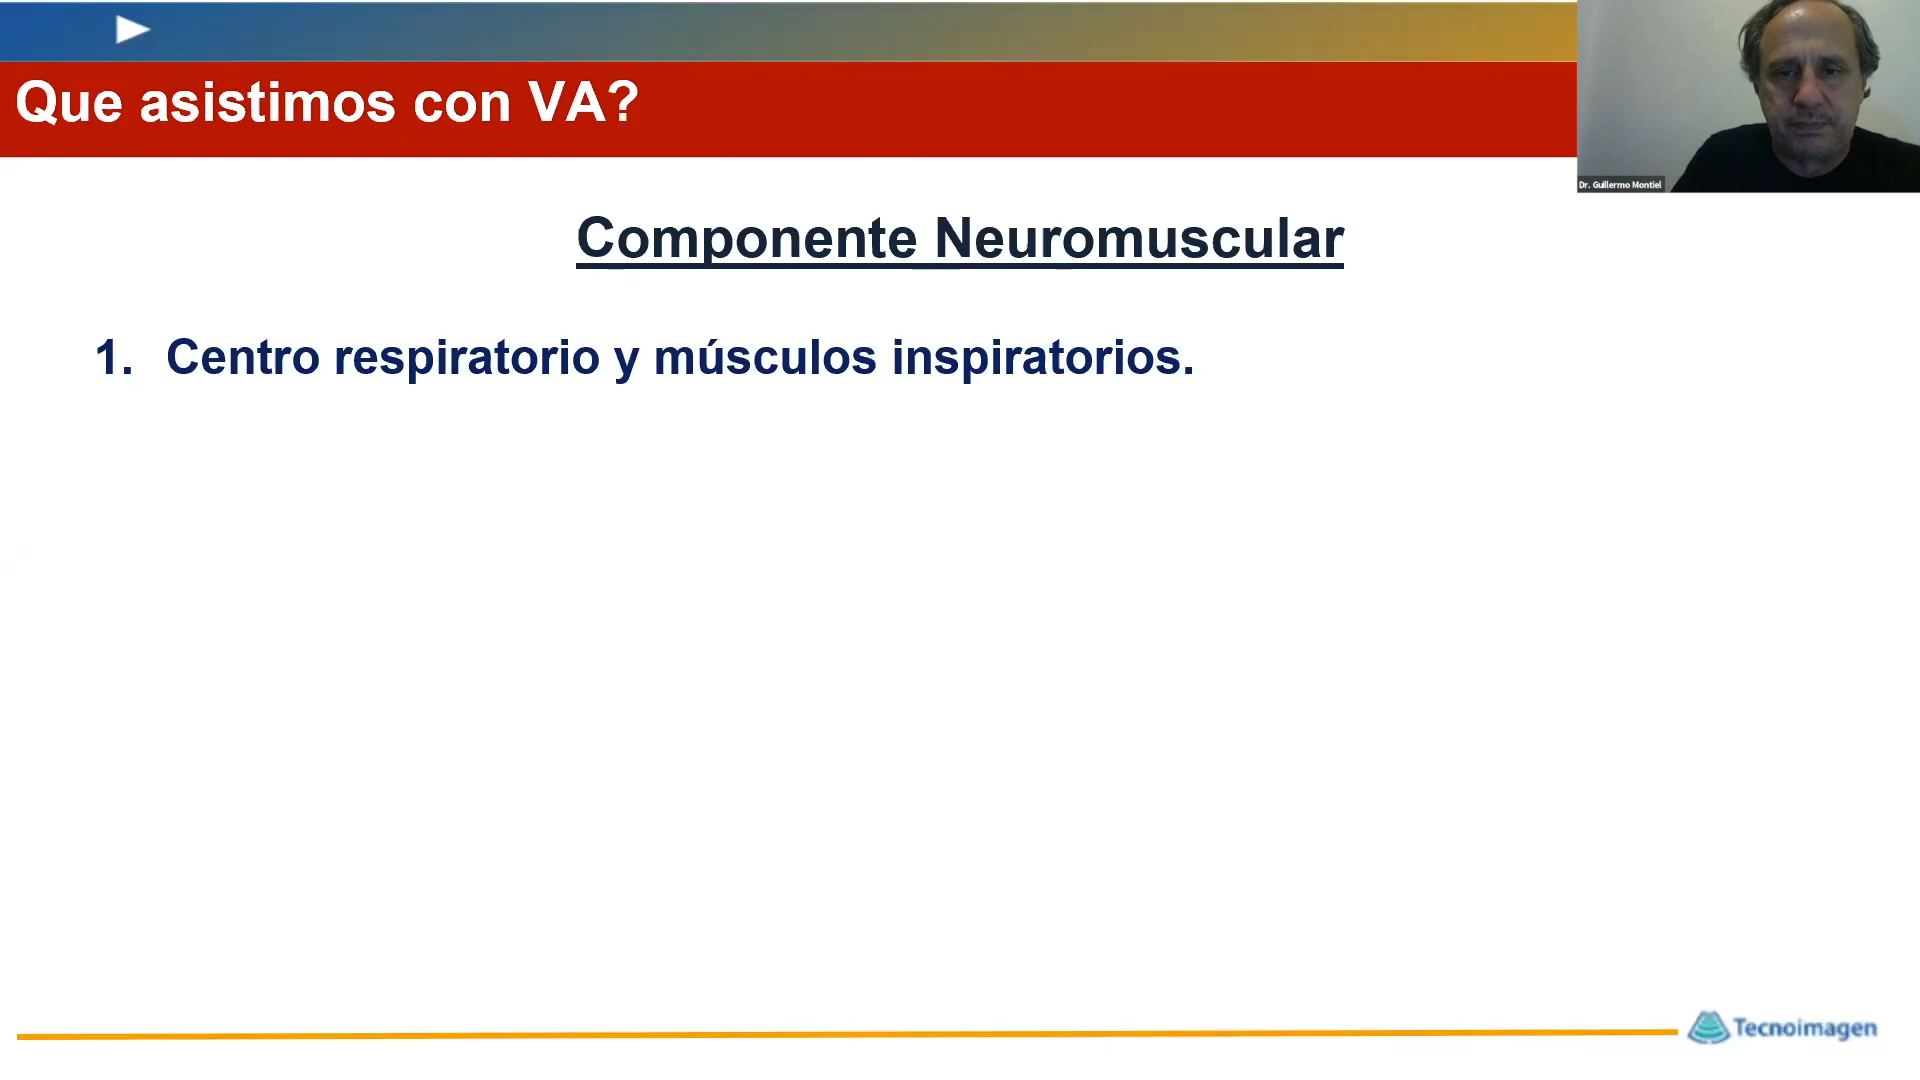 Que asistimos con VA?
Dr. Guillermo Montiel
Componente Neuromuscular
1. Centro respiratorio y músculos inspiratorios.
Tecnoimagen